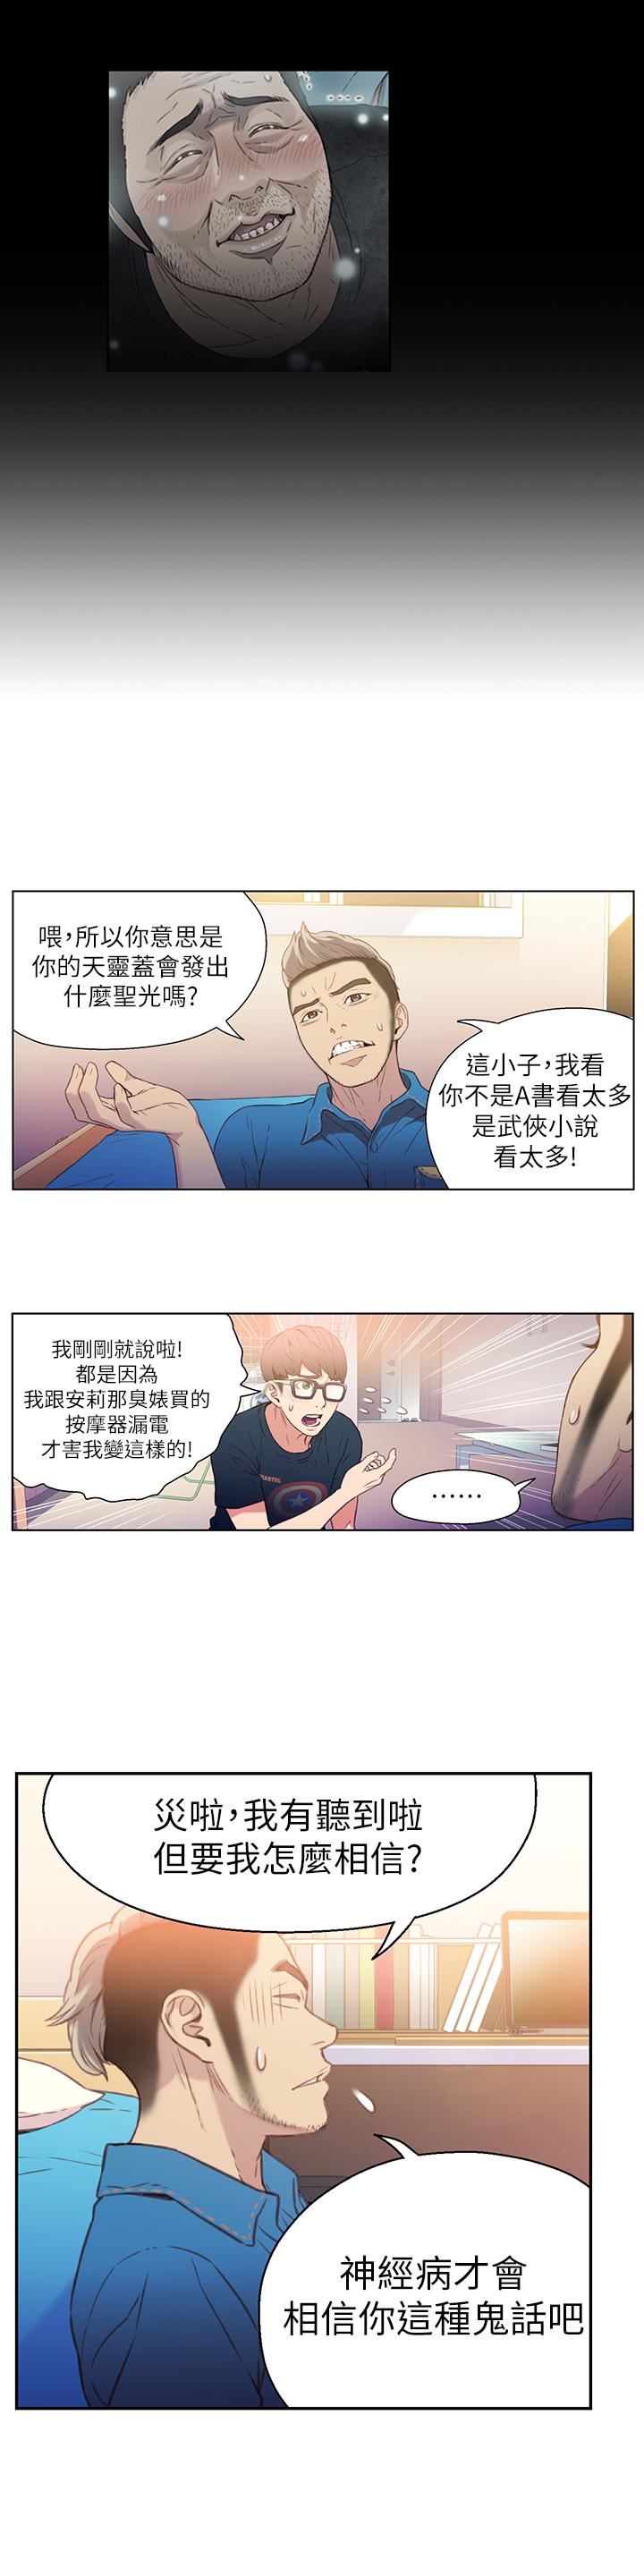 喂，所以你意思是
你的天靈蓋會發出
什麼聖光嗎?
這小子，我看
你不是A書看太多
是武俠小說
看太多!
我剛剛就說啦!
都是因為
我跟安莉那臭婊買的
按摩器漏電
才害我變這樣的!
MARTEL
......
災啦，我有聽到啦
但要我怎麼相信?
神經病才會
相信你這種鬼話吧